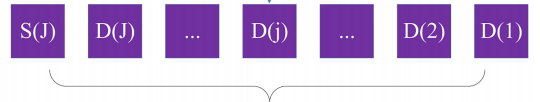 S(J) D(J) ... D(j) ... D(2) D(1)